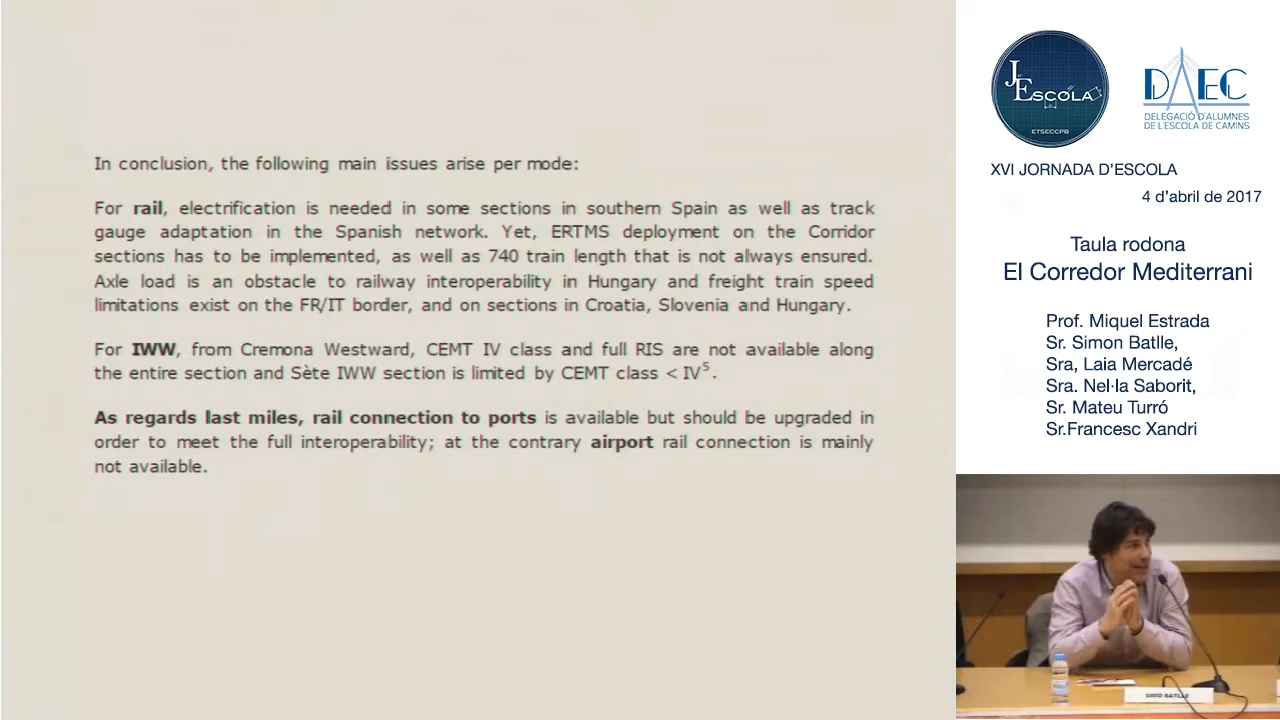 In conclusion, the following main issues arise per mode:
For rail, electrification is needed in some sections in southern Spain as well as track
gauge adaptation in the Spanish network. Yet, ERTMS deployment on the Corridor
sections has to be implemented, as well as 740 train length that is not always ensured.
Axle load is an obstacle to railway interoperability in Hungary and freight train speed
limitations exist on the FR/IT border, and on sections in Croatia, Slovenia and Hungary.
For IWW, from Cremona Westward, CEMT IV class and full RIS are not available along
the entire section and Sète IWW section is limited by CEMT class < IV⁵.
As regards last miles, rail connection to ports is available but should be upgraded in
order to meet the full interoperability; at the contrary airport rail connection is mainly
not available.
J ESCOLA
ETSECCPB
DAEC
DELEGACIÓ D'ALUMNES
DE L'ESCOLA DE CAMINS
XVI JORNADA D'ESCOLA
4 d'abril de 2017
Taula rodona
El Corredor Mediterrani
Prof. Miquel Estrada
Sr. Simon Batlle,
Sra, Laia Mercadé
Sra. Nel·la Saborit,
Sr. Mateu Turró
Sr.Francesc Xandri
SIMÓ BATLLE